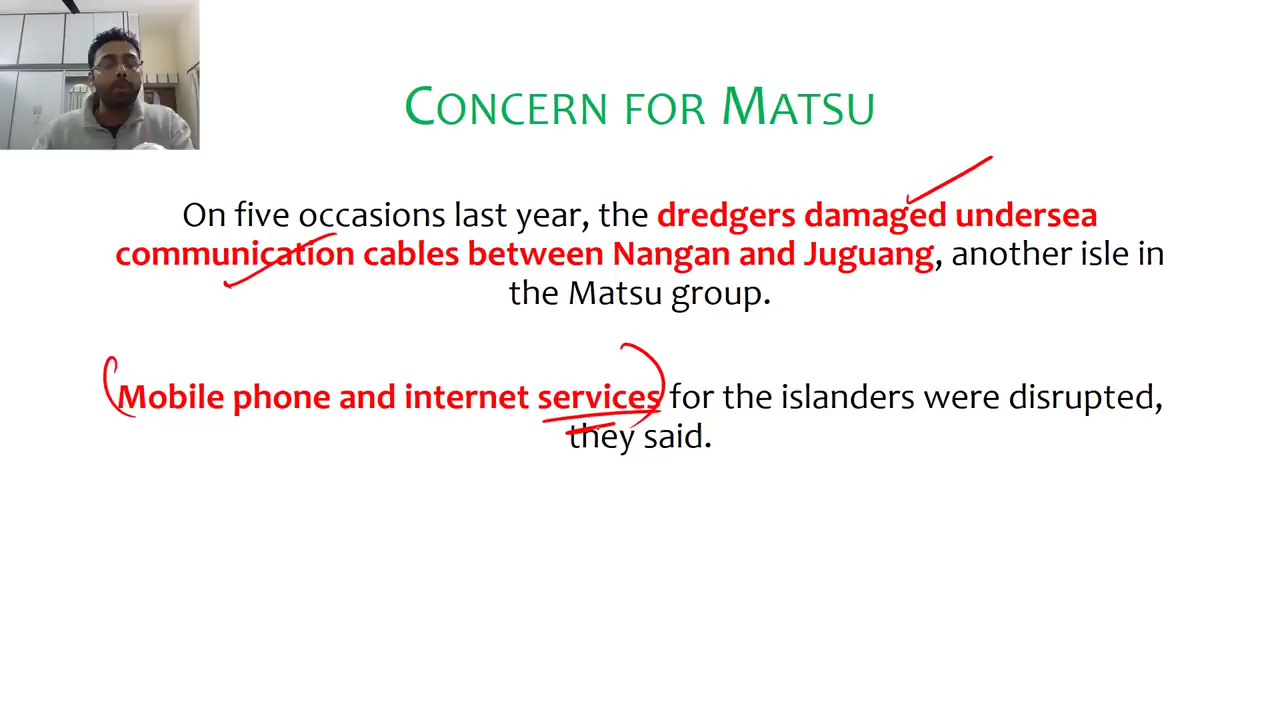 CONCERN FOR MATSU
On five occasions last year, the dredgers damaged undersea
communication cables between Nangan and Juguang, another isle in
the Matsu group.
Mobile phone and internet services for the islanders were disrupted,
they said.